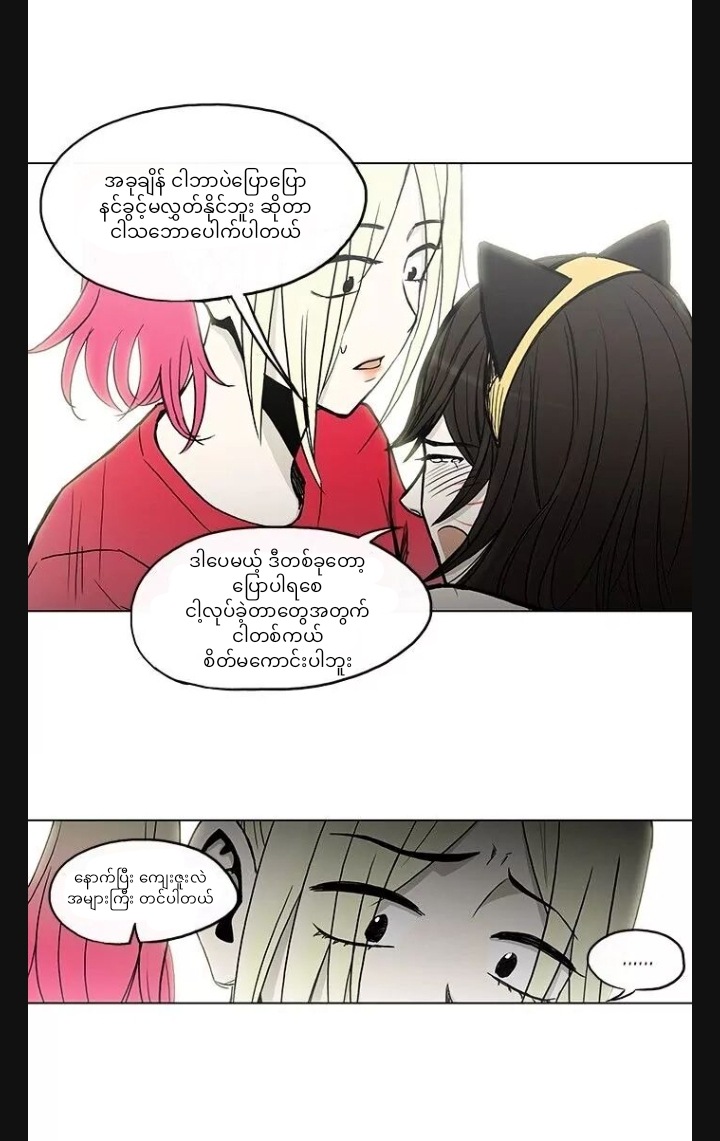 အခုချိန် ငါဘာပဲပြောပြော
နင်ခွင့်မလွှတ်နိုင်ဘူး ဆိုတာ
ငါသဘောပေါက်ပါတယ်
ဒါပေမယ့် ဒီတစ်ခုတော့
ပြောပါရစေ
ငါ့လုပ်ခဲ့တာတွေအတွက်
ငါတစ်ကယ်
စိတ်မကောင်းပါဘူး
နောက်ပြီး ကျေးဇူးလဲ
အများကြီး တင်ပါတယ်
......